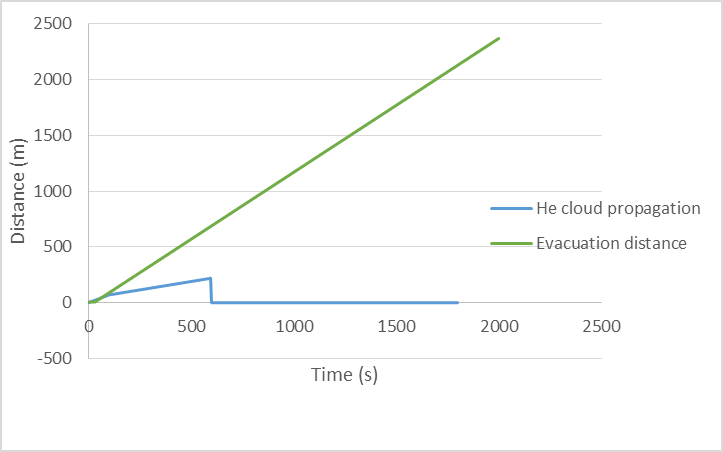 2500
2000
1500
1000
500
0
-500
0 500 1000 1500 2000 2500
Distance (m)
Time (s)
He cloud propagation
Evacuation distance